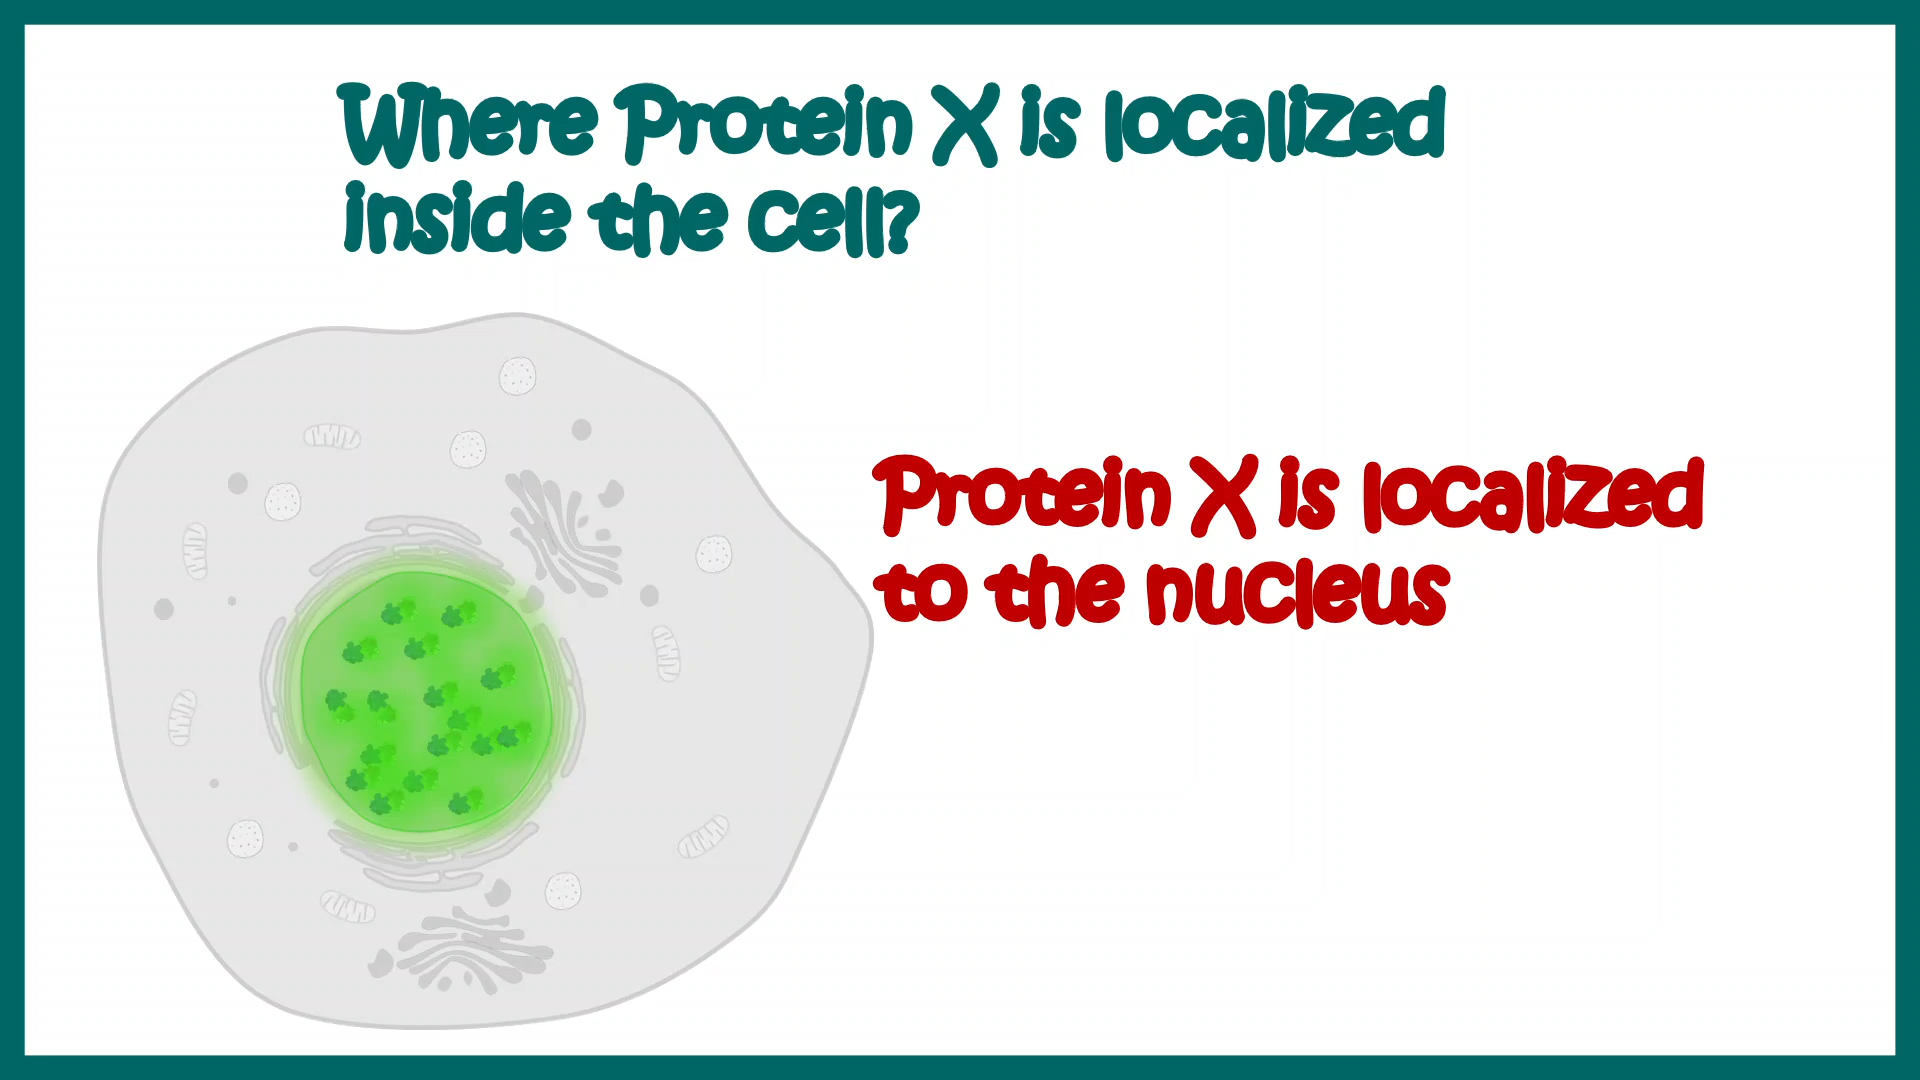 Where Protein X is localized
inside the cell?
Protein X is localized
to the nucleus